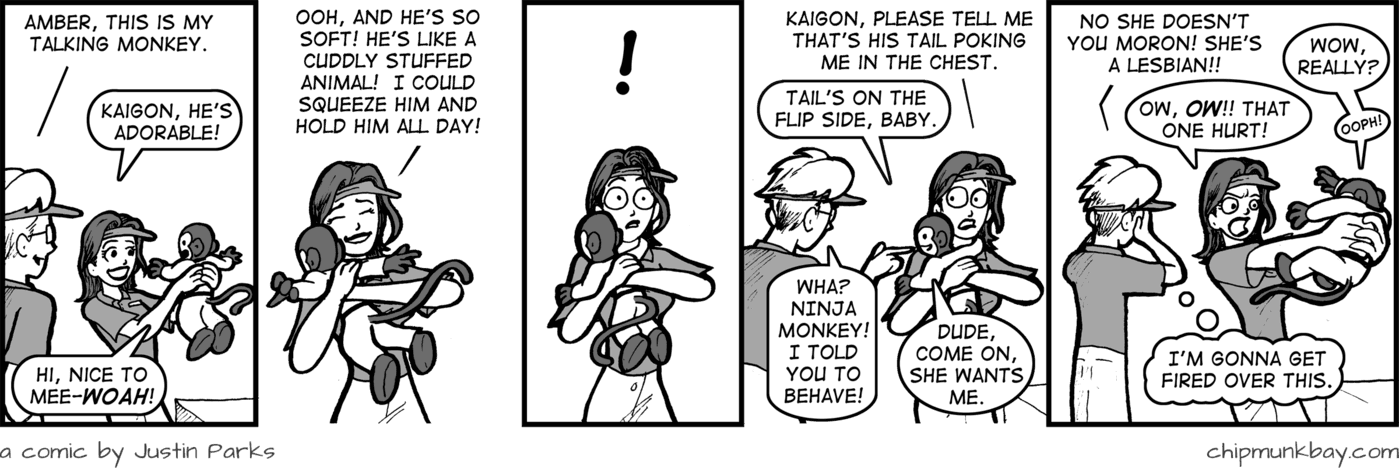 AMBER, THIS IS MY
TALKING MONKEY.
KAIGON, HE'S
ADORABLE!
HI, NICE TO
MEE-WOAH!
OOH, AND HE'S SO
SOFT! HE'S LIKE A
CUDDLY STUFFED
ANIMAL! I COULD
SQUEEZE HIM AND
HOLD HIM ALL DAY!
!
KAIGON, PLEASE TELL ME
THAT'S HIS TAIL POKING
ME IN THE CHEST.
TAIL'S ON THE
FLIP SIDE, BABY.
WHA?
NINJA
MONKEY!
I TOLD
YOU TO
BEHAVE!
DUDE,
COME ON,
SHE WANTS
ME.
NO SHE DOESN'T
YOU MORON! SHE'S
A LESBIAN!!
WOW,
REALLY?
OW, OW!! THAT
ONE HURT!
OOPH!
I'M GONNA GET
FIRED OVER THIS.
a comic by Justin Parks
chipmunkbay.com